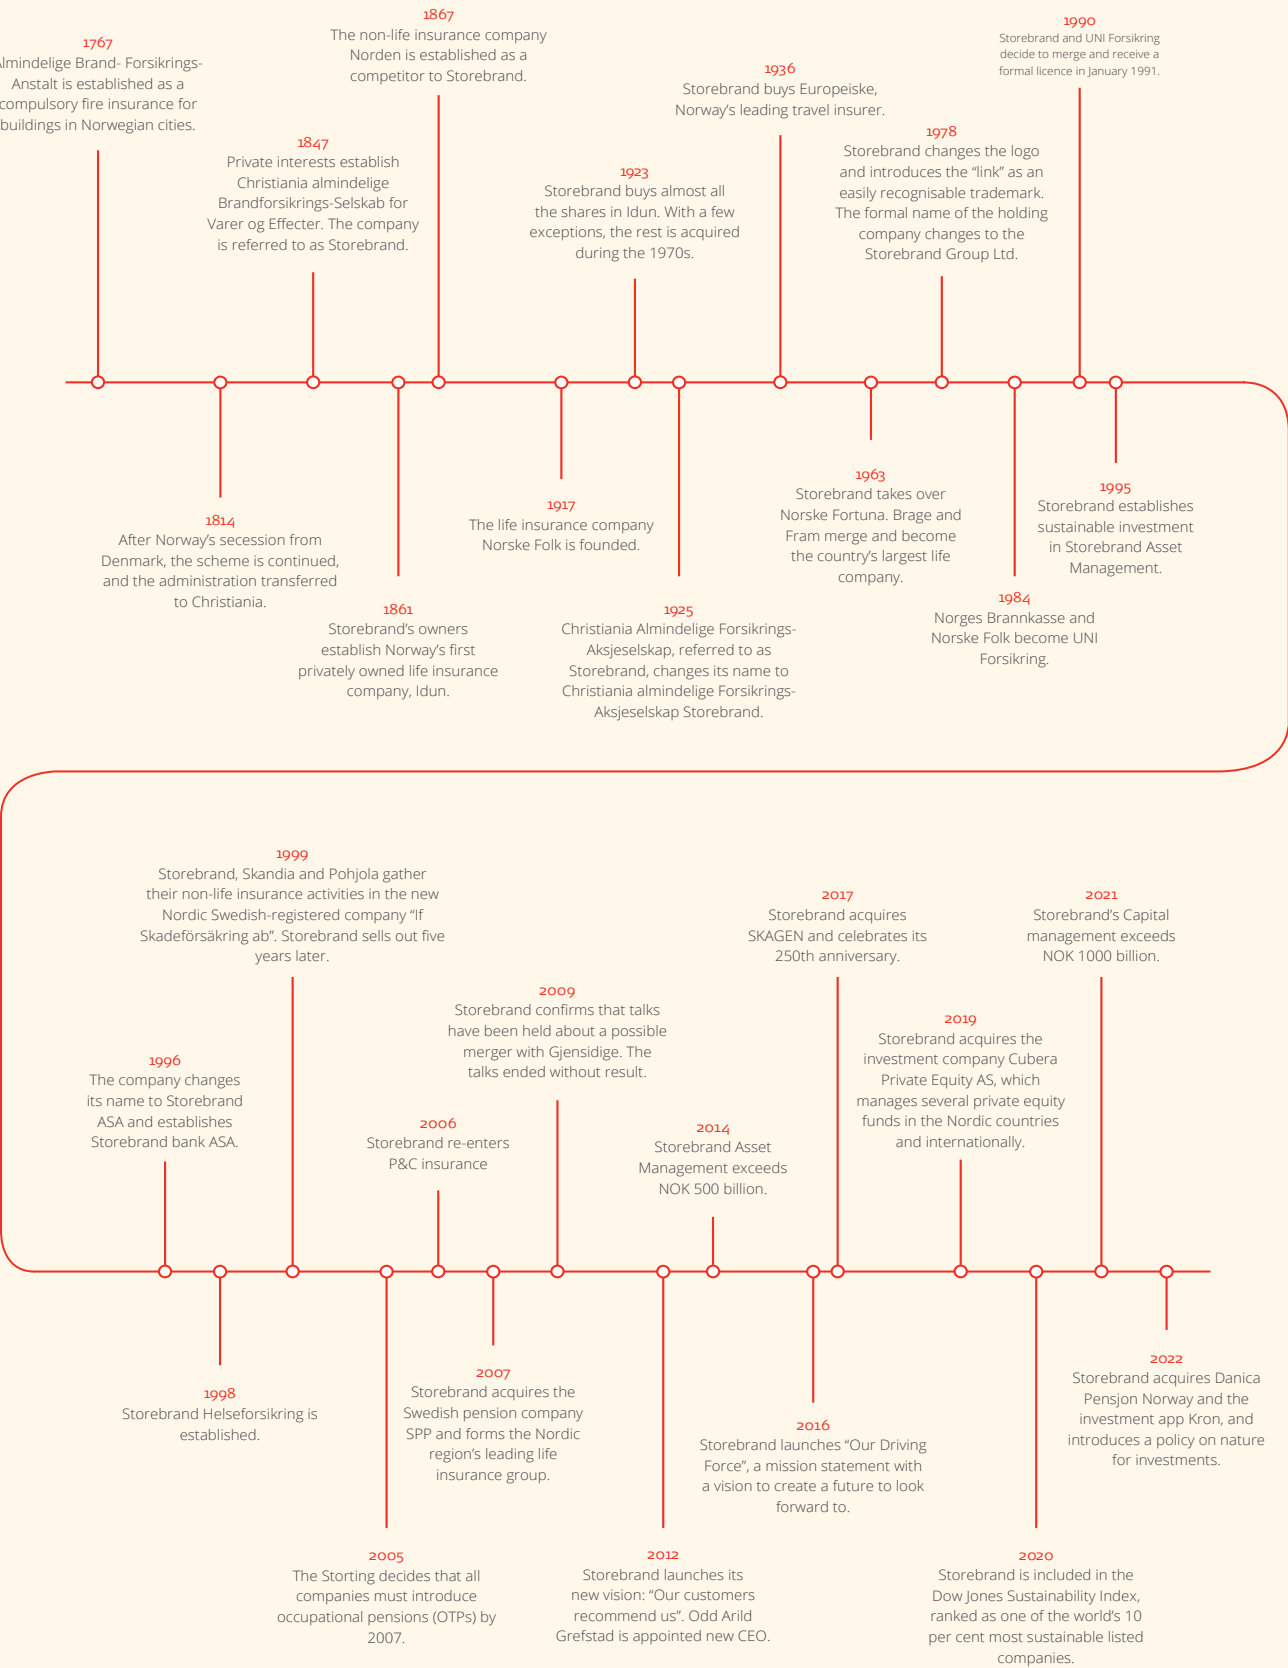 1767
Almindelige Brand- Forsikrings-
Anstalt is established as a
compulsory fire insurance for
buildings in Norwegian cities.
1814
After Norway’s secession from
Denmark, the scheme is continued,
and the administration transferred
to Christiania.
1847
Private interests establish
Christiania almindelige
Brandforsikrings-Selskab for
Varer og Effecter. The company
is referred to as Storebrand.
1861
Storebrand’s owners
establish Norway’s first
privately owned life insurance
company, Idun.
1867
The non-life insurance company
Norden is established as a
competitor to Storebrand.
1917
The life insurance company
Norske Folk is founded.
1923
Storebrand buys almost all
the shares in Idun. With a few
exceptions, the rest is acquired
during the 1970s.
1925
Christiania Almindelige Forsikrings-
Aksjeselskap, referred to as
Storebrand, changes its name to
Christiania almindelige Forsikrings-
Aksjeselskap Storebrand.
1936
Storebrand buys Europeiske,
Norway’s leading travel insurer.
1963
Storebrand takes over
Norske Fortuna. Brage and
Fram merge and become
the country’s largest life
company.
1978
Storebrand changes the logo
and introduces the “link” as an
easily recognisable trademark.
The formal name of the holding
company changes to the
Storebrand Group Ltd.
1984
Norges Brannkasse and
Norske Folk become UNI
Forsikring.
1990
Storebrand and UNI Forsikring
decide to merge and receive a
formal licence in January 1991.
1995
Storebrand establishes
sustainable investment
in Storebrand Asset
Management.
1996
The company changes
its name to Storebrand
ASA and establishes
Storebrand bank ASA.
1998
Storebrand Helseforsikring is
established.
1999
Storebrand, Skandia and Pohjola gather
their non-life insurance activities in the new
Nordic Swedish-registered company “If
Skadeförsäkring ab”. Storebrand sells out five
years later.
2005
The Storting decides that all
companies must introduce
occupational pensions (OTPs) by
2007.
2006
Storebrand re-enters
P&C insurance
2007
Storebrand acquires the
Swedish pension company
SPP and forms the Nordic
region’s leading life
insurance group.
2009
Storebrand confirms that talks
have been held about a possible
merger with Gjensidige. The
talks ended without result.
2012
Storebrand launches its
new vision: “Our customers
recommend us”. Odd Arild
Grefstad is appointed new CEO.
2014
Storebrand Asset
Management exceeds
NOK 500 billion.
2016
Storebrand launches “Our Driving
Force”, a mission statement with
a vision to create a future to look
forward to.
2017
Storebrand acquires
SKAGEN and celebrates its
250th anniversary.
2019
Storebrand acquires the
investment company Cubera
Private Equity AS, which
manages several private equity
funds in the Nordic countries
and internationally.
2020
Storebrand is included in the
Dow Jones Sustainability Index,
ranked as one of the world’s 10
per cent most sustainable listed
companies.
2021
Storebrand’s Capital
management exceeds
NOK 1000 billion.
2022
Storebrand acquires Danica
Pensjon Norway and the
investment app Kron, and
introduces a policy on nature
for investments.